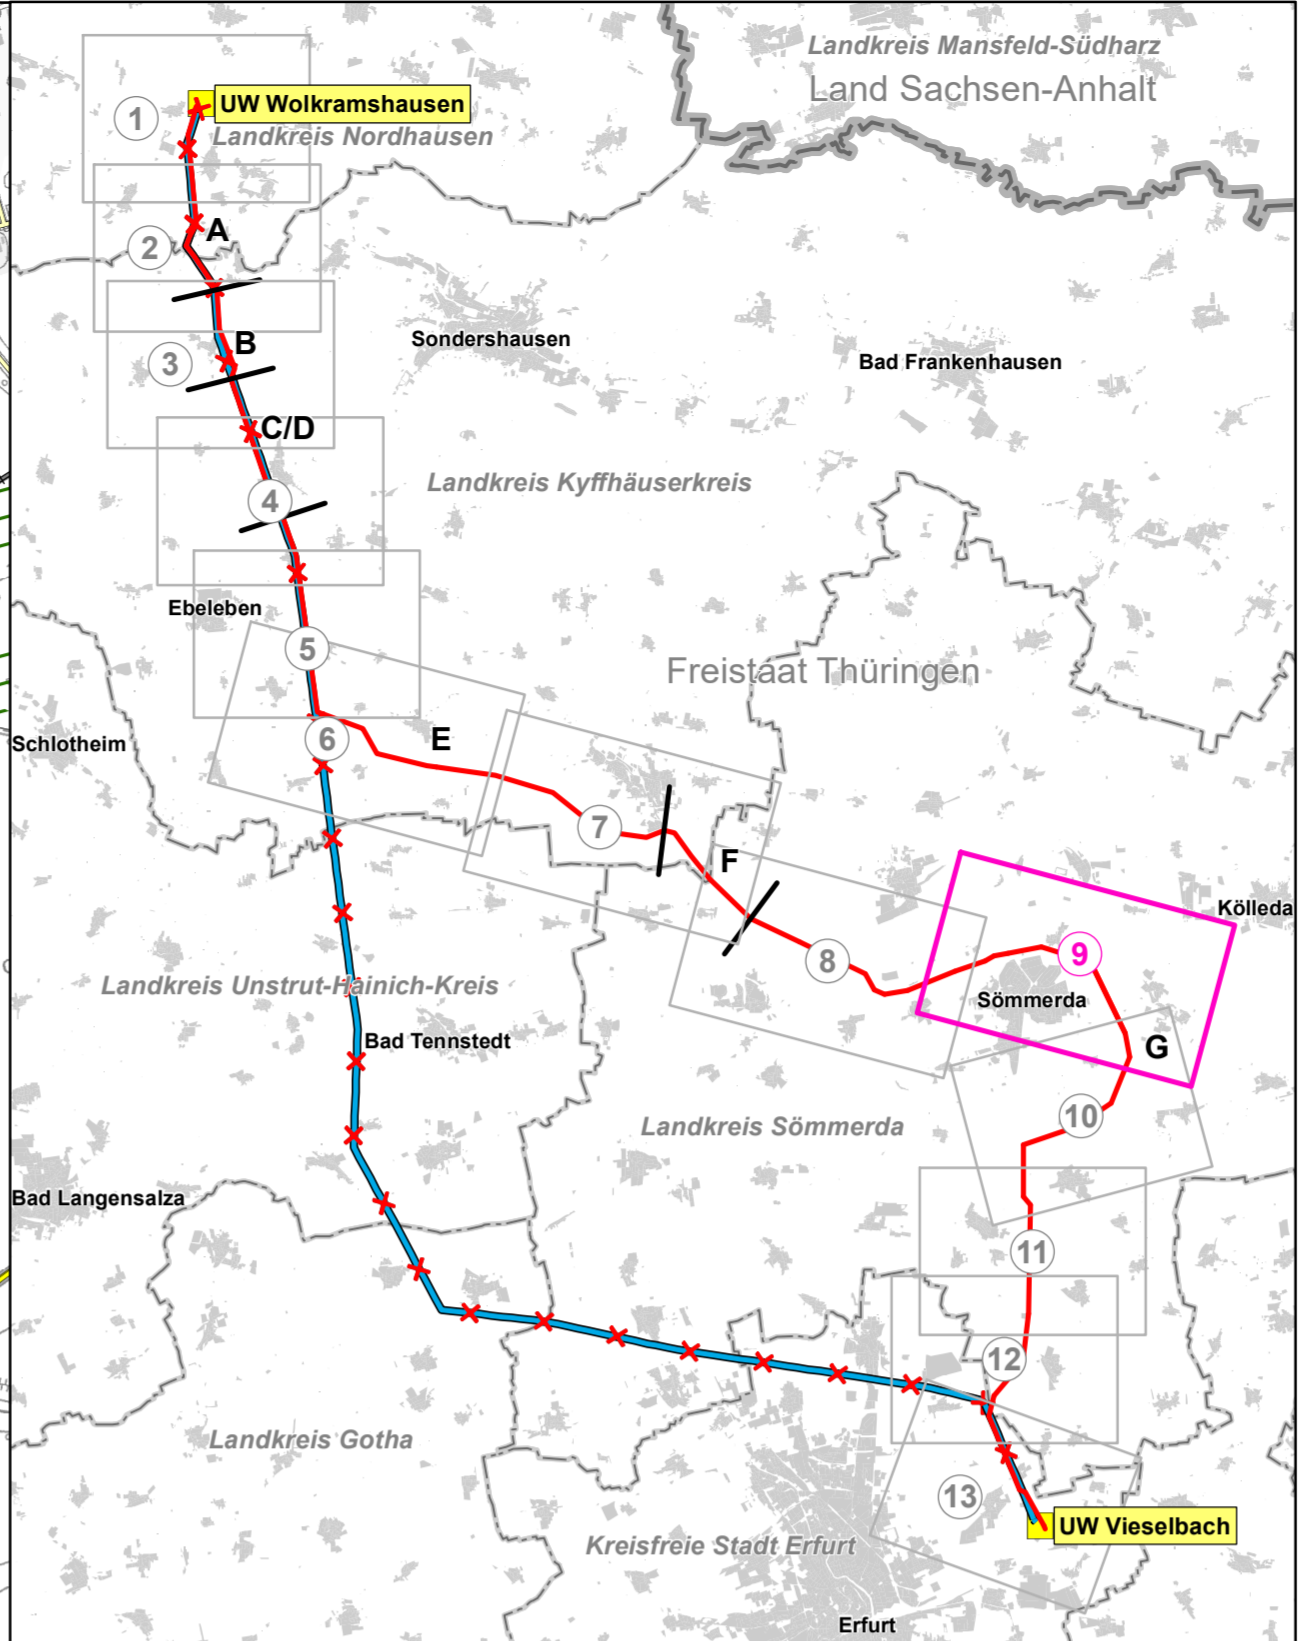 Landkreis Mansfeld-Südharz
Land Sachsen-Anhalt
UW Wolkramshausen
1
Landkreis Nordhausen
A
2
Sondershausen
B
3
Bad Frankenhausen
C/D
Landkreis Kyffhäuserkreis
4
Ebeleben
5
Freistaat Thüringen
Schlotheim
6
E
7
F
Kölleda
9
8
Landkreis Unstrut-Hainich-Kreis
Sömmerda
Bad Tennstedt
G
10
Landkreis Sömmerda
Bad Langensalza
11
12
Landkreis Gotha
13
UW Vieselbach
Kreisfreie Stadt Erfurt
Erfurt